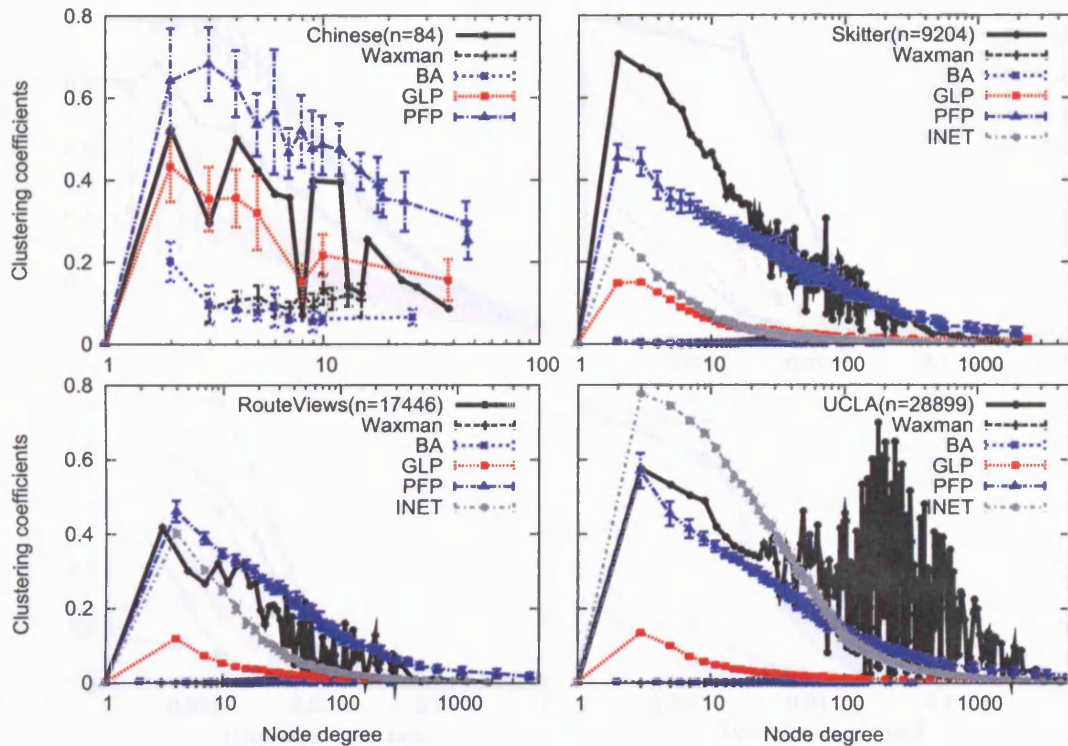 0.8
0.6
0.4
0.2
0
Clustering coefficients
Chinese(n=84)
Waxman
BA
GLP
PFP
1 10 100
Skitter(n=9204)
Waxman
BA
GLP
PFP
INET
1 10 100 1000
0.8
0.6
0.4
0.2
0
Clustering coefficients
RouteViews(n=17446)
Waxman
BA
GLP
PFP
INET
1 10 100 1000
Node degree
UCLA(n=28899)
Waxman
BA
GLP
PFP
INET
1 10 100 1000
Node degree